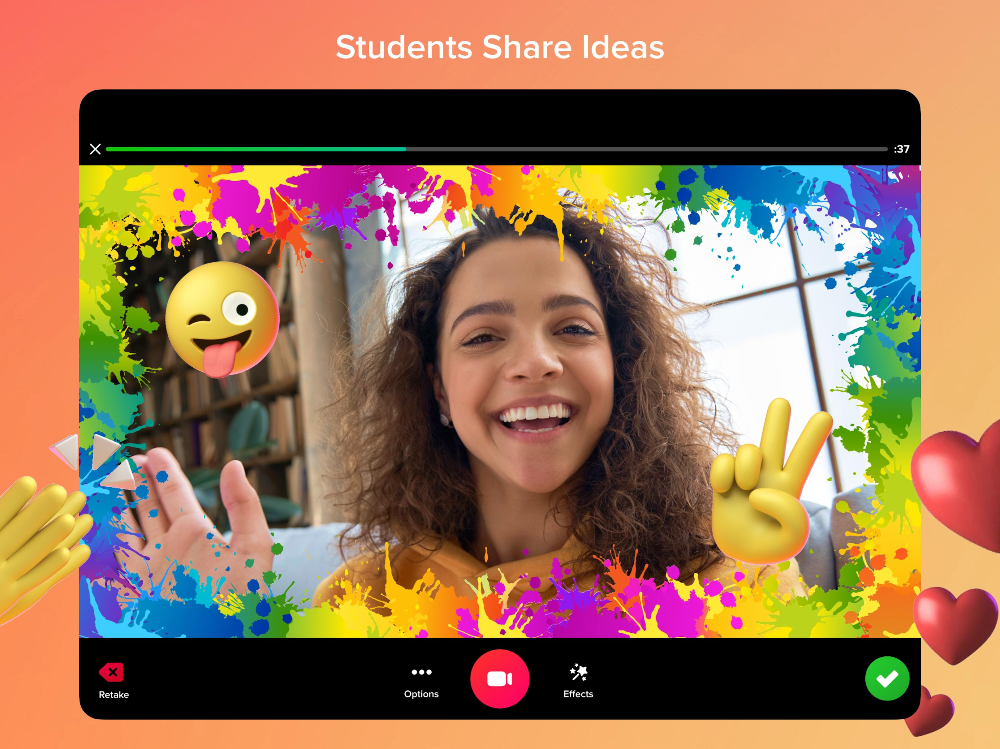 Students Share Ideas
:37
Retake
Options
Effects